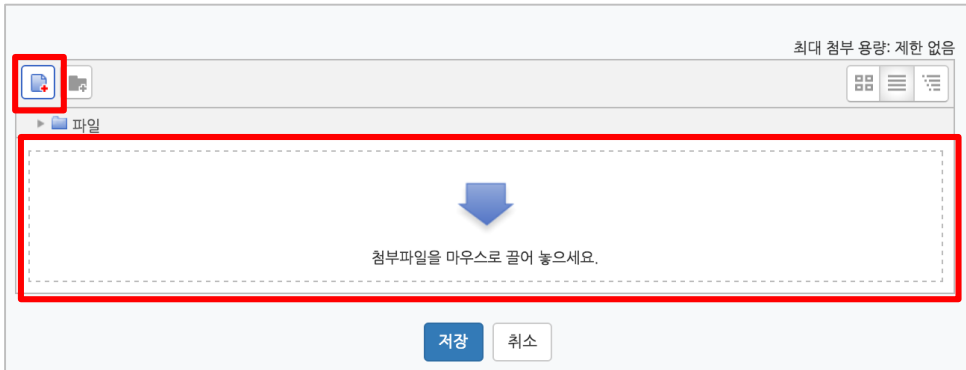 최대 첨부 용량: 제한 없음
파일
첨부파일을 마우스로 끌어 놓으세요.
저장 취소